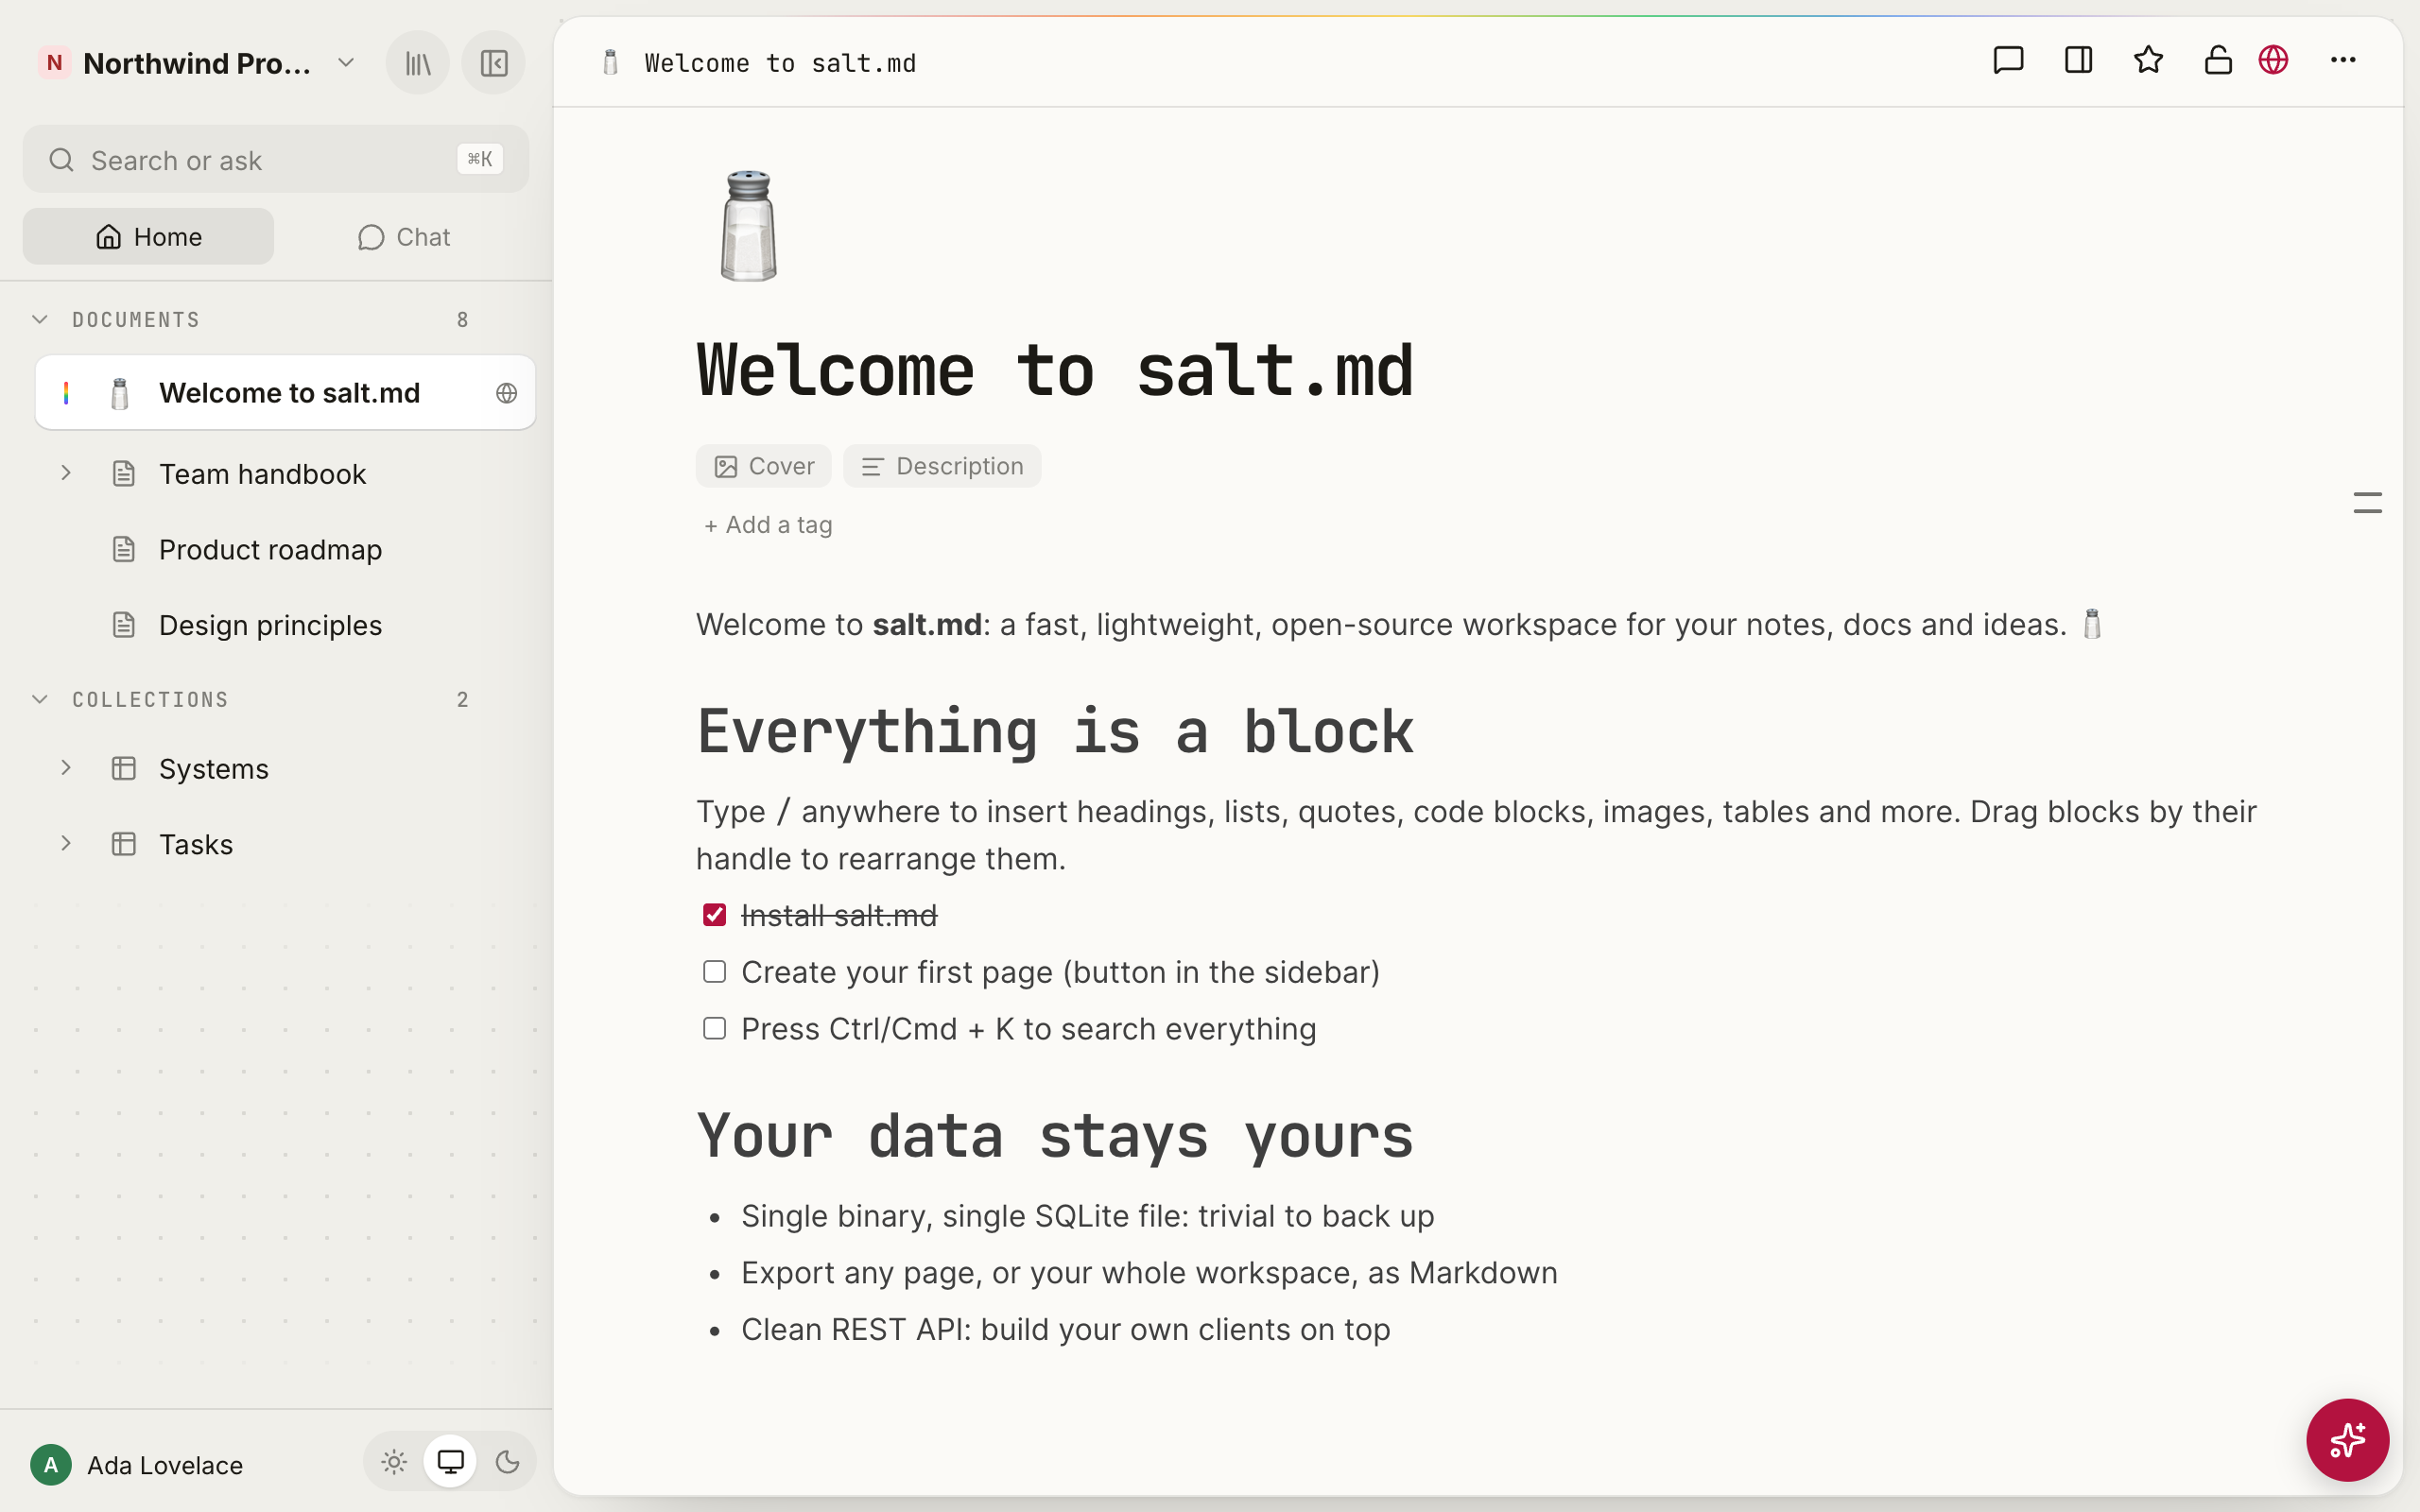 N Northwind Pro...
Search or ask ⌘K
Home Chat
DOCUMENTS 8
Welcome to salt.md
Team handbook
Product roadmap
Design principles
COLLECTIONS 2
Systems
Tasks
A Ada Lovelace
Welcome to salt.md
Welcome to salt.md
Cover Description
+ Add a tag
Welcome to salt.md: a fast, lightweight, open-source workspace for your notes, docs and ideas.
Everything is a block
Type / anywhere to insert headings, lists, quotes, code blocks, images, tables and more. Drag blocks by their
handle to rearrange them.
Install salt.md
Create your first page (button in the sidebar)
Press Ctrl/Cmd + K to search everything
Your data stays yours
• Single binary, single SQLite file: trivial to back up
• Export any page, or your whole workspace, as Markdown
• Clean REST API: build your own clients on top